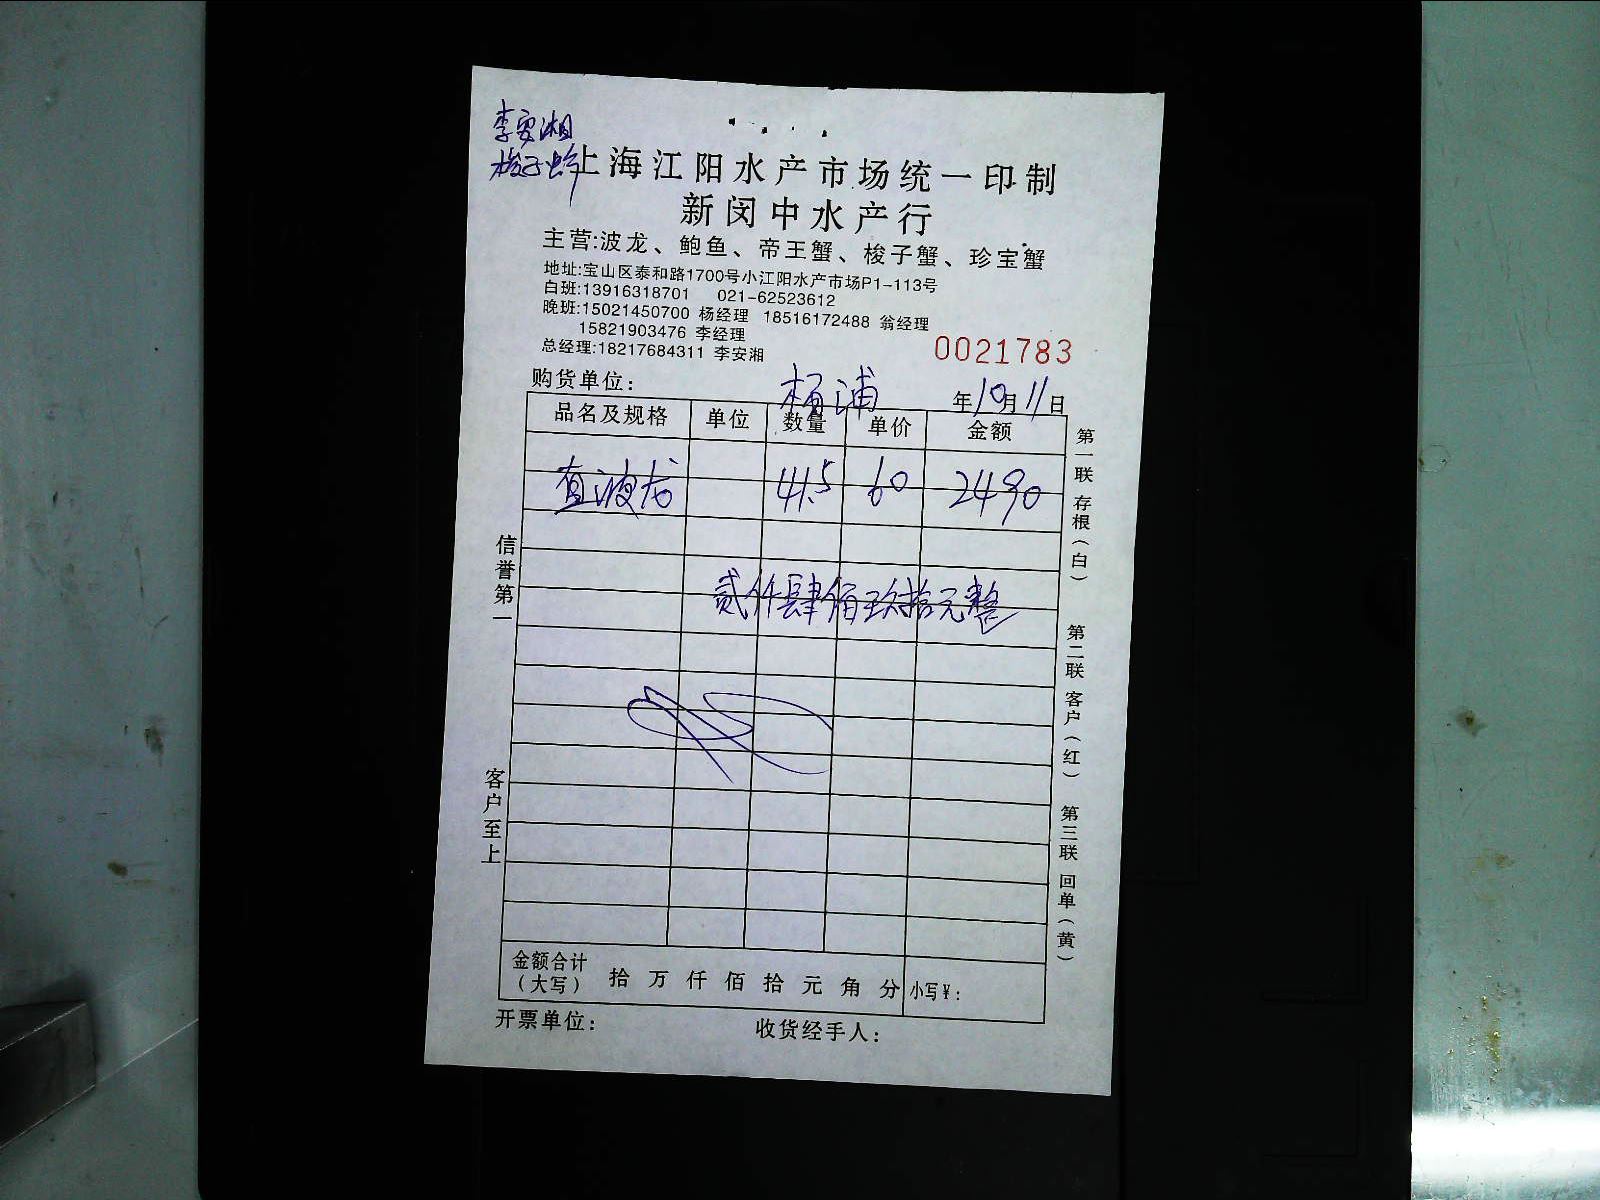 李安湘
梭子蟹
上海江阳水产市场统一印制
新闵中水产行
主营:波龙、鲍鱼、帝王蟹、梭子蟹、珍宝蟹
地址:宝山区泰和路1700号小江阳水产市场P1-113号
白班:13916318701 021-62523612
晚班:15021450700 杨经理 18516172488 翁经理
15821903476 李经理
总经理:18217684311 李安湘
0021783
购货单位: 杨浦 年10月11日
品名及规格 单位 数量 单价 金额
直波龙 41.5 60 2490
贰仟肆佰玖拾元整
信誉第一
客户至上
第一联 存根(白)
第二联 客户(红)
第三联 回单(黄)
金额合计(大写) 拾 万 仟 佰 拾 元 角 分 小写¥:
开票单位: 收货经手人: